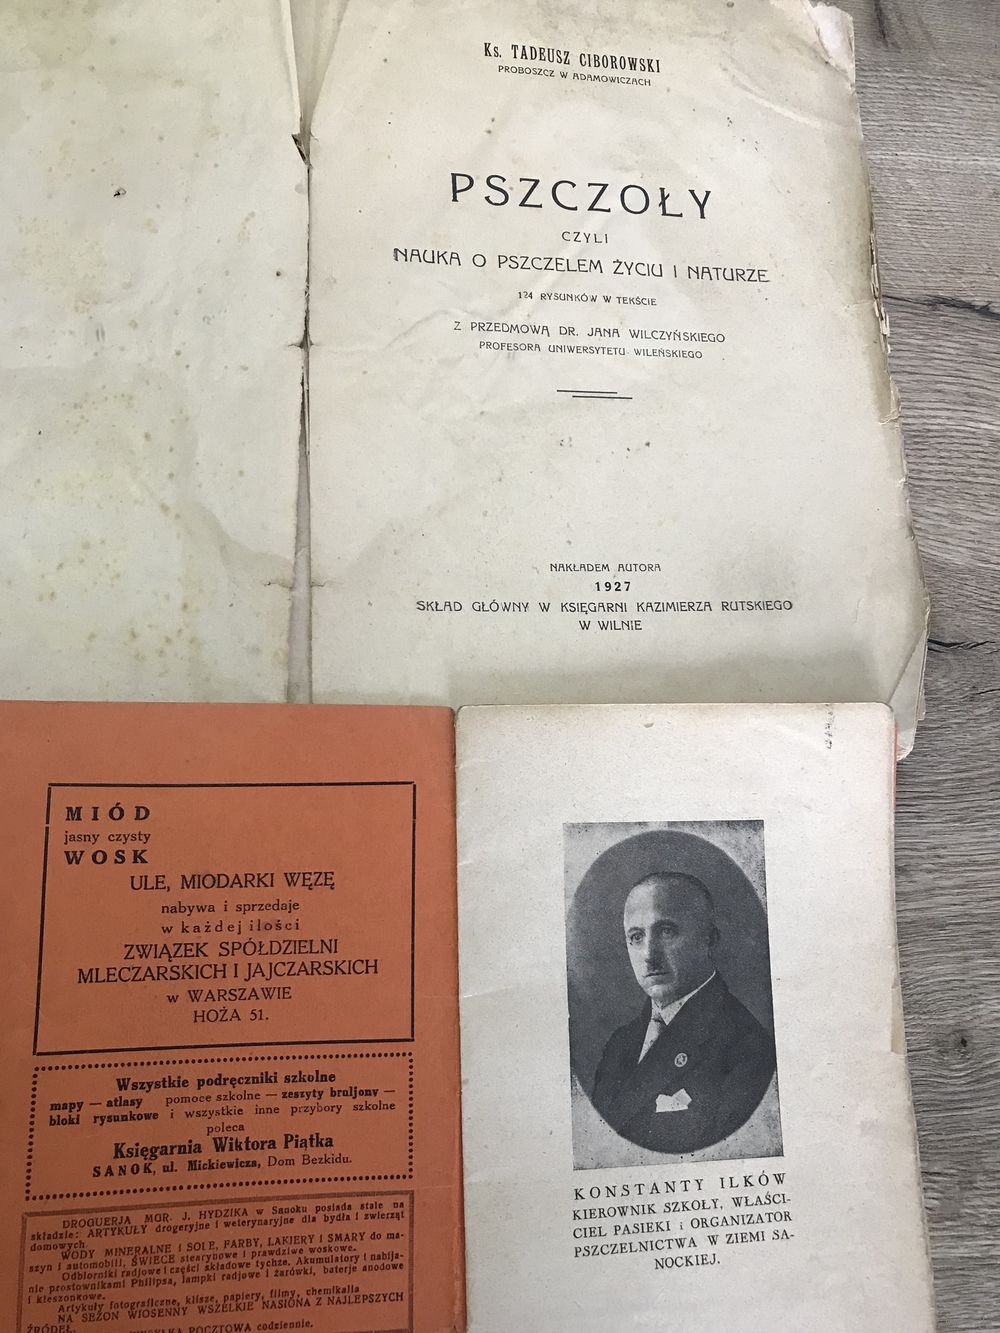 Ks. TADEUSZ CIBOROWSKI
PROBOSZCZ W ADAMOWICZACH
PSZCZOŁY
CZYLI
NAUKA O PSZCZELEM ŻYCIU I NATURZE
124 RYSUNKÓW W TEKŚCIE
Z PRZEDMOWĄ DR. JANA WILCZYŃSKIEGO
PROFESORA UNIWERSYTETU WILEŃSKIEGO
NAKŁADEM AUTORA
1927
SKŁAD GŁÓWNY W KSIĘGARNI KAZIMIERZA RUTSKIEGO
W WILNIE
MIÓD
jasny czysty
WOSK
ULE, MIODARKI WĘZĘ
nabywa i sprzedaje
w każdej ilości
ZWIĄZEK SPÓŁDZIELNI
MLECZARSKICH I JAJCZARSKICH
w WARSZAWIE
HOŻA 51.
Wszystkie podręczniki szkolne
mapy — atlasy pomoce szkolne — zeszyty bruljony —
bloki rysunkowe i wszystkie inne przybory szkolne
poleca
Księgarnia Wiktora Piątka
SANOK, ul. Mickiewicza, Dom Bezkidu.
DROGUERJA MGR. J. HYDZIKA w Sanoku posiada stale na
składzie: ARTYKUŁY drogeryjne i weterynaryjne dla bydła i zwierząt
domowych.
WODY MINERALNE i SOLE, FARBY, LAKIERY I SMARY do ma-
szyn i automobili, ŚWIECE stearynowe i prawdziwe woskowe.
Odbiorniki radjowe i części składowe tychże. Akumulatory i nabija-
nie prostownikami Philipsa, lampki radjowe i żarówki, baterje anodowe
i kieszonkowe.
Artykuły fotograficzne, klisze, papiery, filmy, chemikalia
NA SEZON WIOSENNY WSZELKIE NASIONA Z NAJLEPSZYCH
ŹRÓDEŁ.
POCZTOWA codziennie.
KONSTANTY ILKÓW
KIEROWNIK SZKOŁY, WŁAŚCI-
CIEL PASIEKI i ORGANIZATOR
PSZCZELNICTWA W ZIEMI SA-
NOCKIEJ.